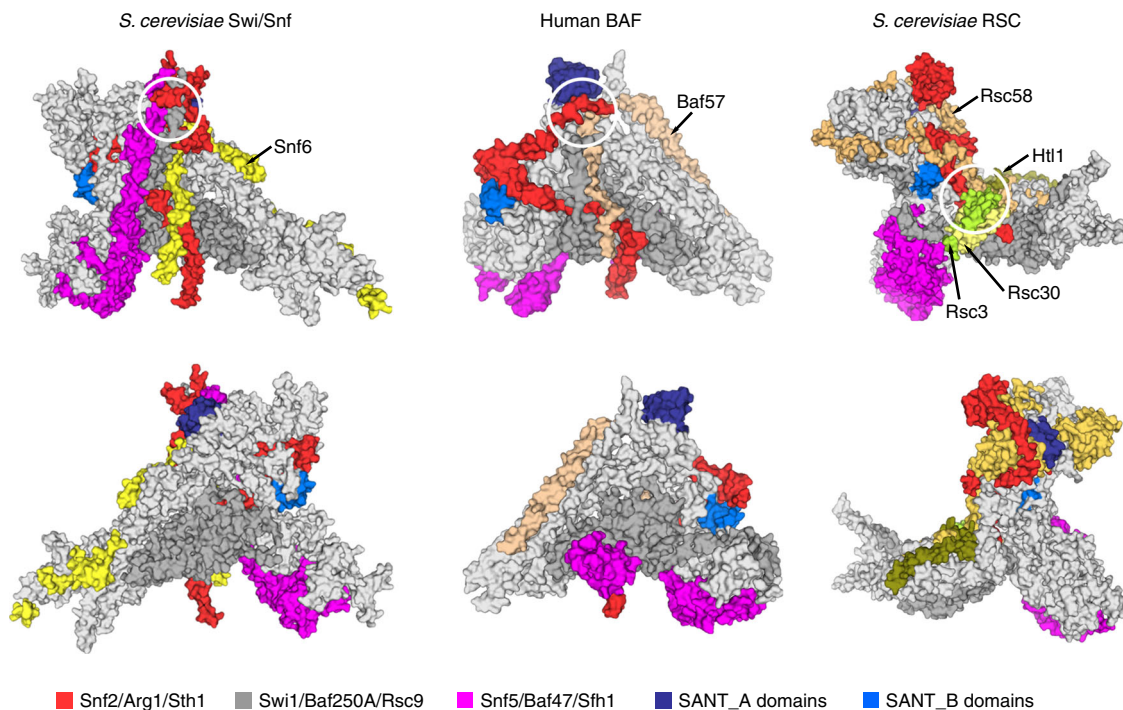 S. cerevisiae Swi/Snf
Human BAF
S. cerevisiae RSC
Snf6
Baf57
Rsc58
Htl1
Rsc30
Rsc3
Snf2/Arg1/Sth1
Swi1/Baf250A/Rsc9
Snf5/Baf47/Sfh1
SANT_A domains
SANT_B domains